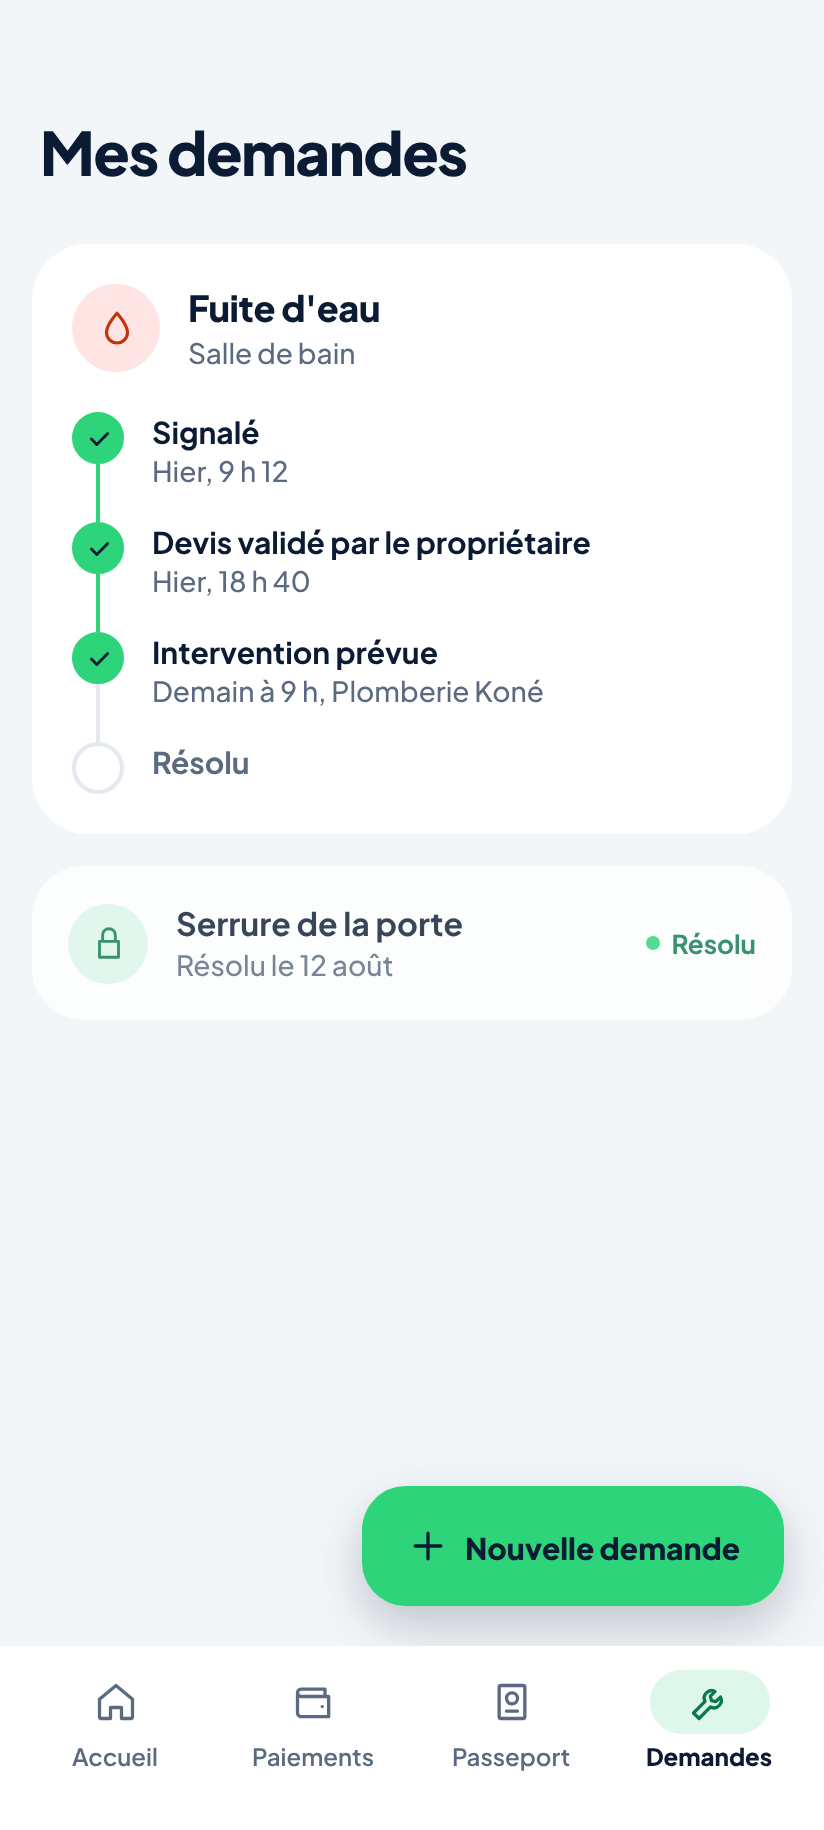 Mes demandes
Fuite d'eau
Salle de bain
Signalé
Hier, 9 h 12
Devis validé par le propriétaire
Hier, 18 h 40
Intervention prévue
Demain à 9 h, Plomberie Koné
Résolu
Serrure de la porte
Résolu le 12 août
Résolu
Nouvelle demande
Accueil
Paiements
Passeport
Demandes